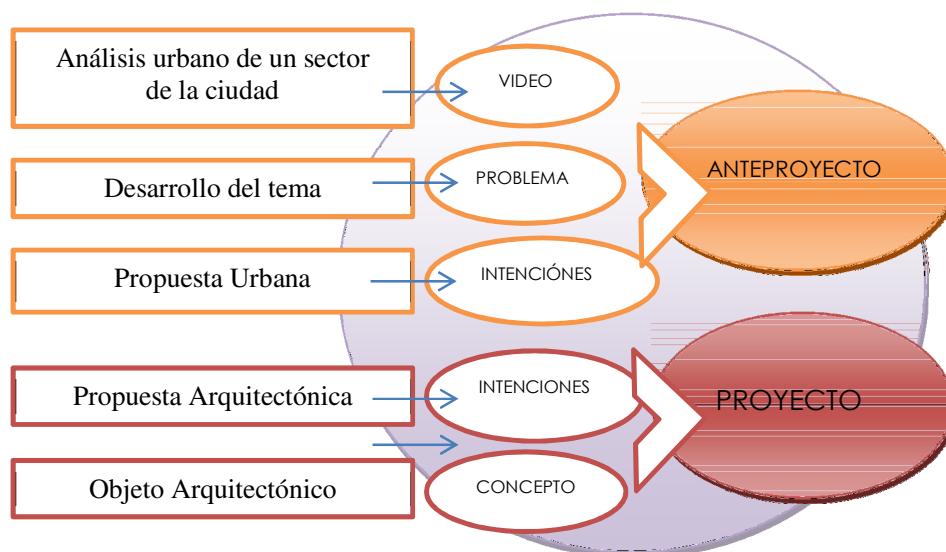 Análisis urbano de un sector
de la ciudad
VIDEO
Desarrollo del tema
PROBLEMA
ANTEPROYECTO
Propuesta Urbana
INTENCIÓNES
Propuesta Arquitectónica
INTENCIONES
PROYECTO
Objeto Arquitectónico
CONCEPTO